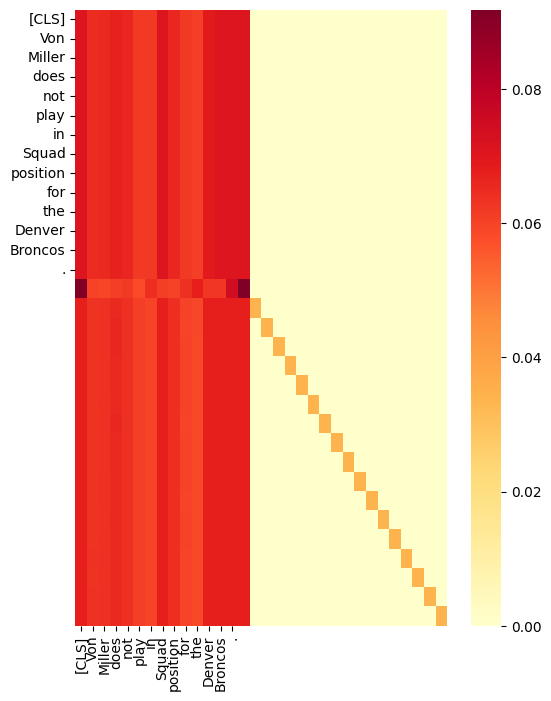 [CLS]
Von
Miller
does
not
play
in
Squad
position
for
the
Denver
Broncos
.
0.08
0.06
0.04
0.02
0.00
[CLS]
Von
Miller
does
not
play
in
Squad
position
for
the
Denver
Broncos
.